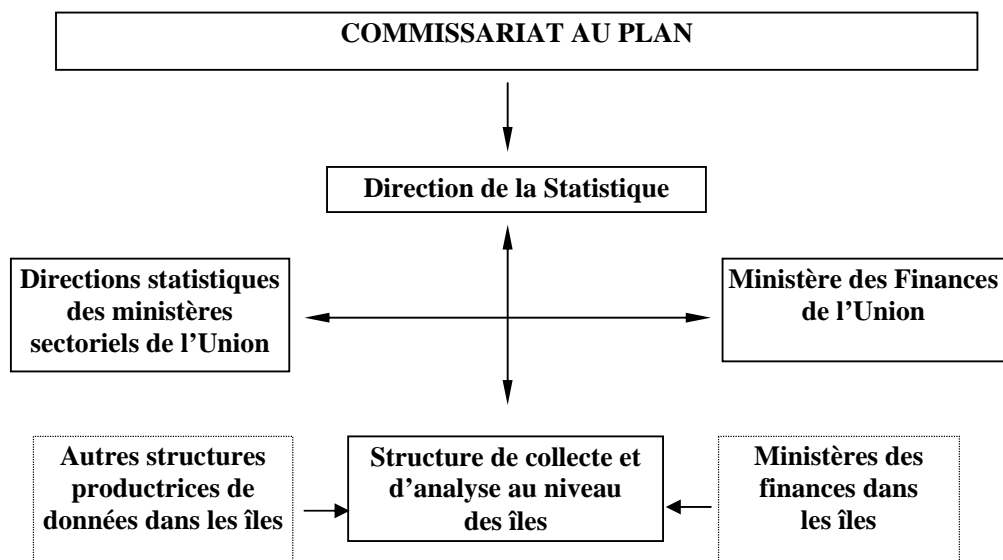 COMMISSARIAT AU PLAN
Direction de la Statistique
Directions statistiques
des ministères
sectoriels de l’Union
Ministère des Finances
de l’Union
Autres structures
productrices de
données dans les îles
Structure de collecte et
d’analyse au niveau
des îles
Ministères des
finances dans
les îles